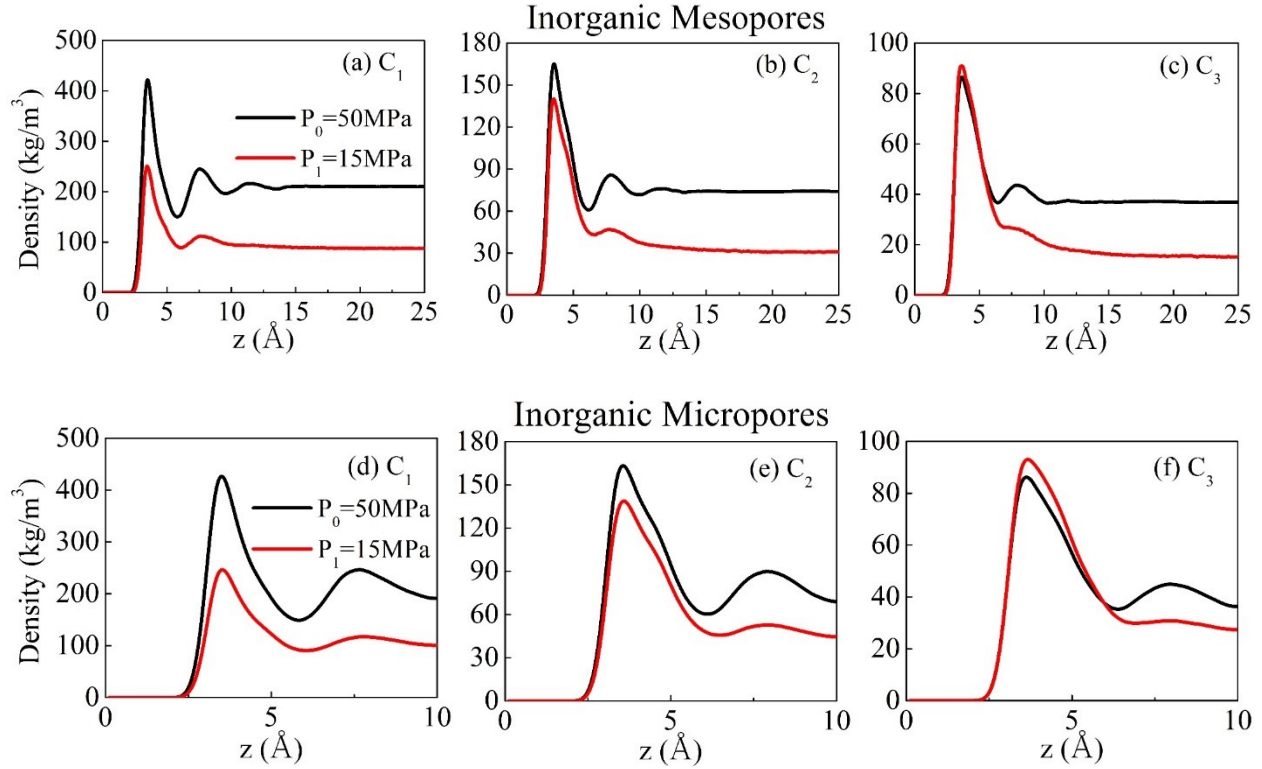 Inorganic Mesopores
500
400
300
200
100
0
Density (kg/m³)
(a) C₁
P₀=50MPa
P₁=15MPa
0 5 10 15 20 25
z (Å)
180
150
120
90
60
30
0
(b) C₂
0 5 10 15 20 25
z (Å)
100
80
60
40
20
0
(c) C₃
0 5 10 15 20 25
z (Å)
Inorganic Micropores
500
400
300
200
100
0
Density (kg/m³)
(d) C₁
P₀=50MPa
P₁=15MPa
0 5 10
z (Å)
180
150
120
90
60
30
0
(e) C₂
0 5 10
z (Å)
100
80
60
40
20
0
(f) C₃
0 5 10
z (Å)